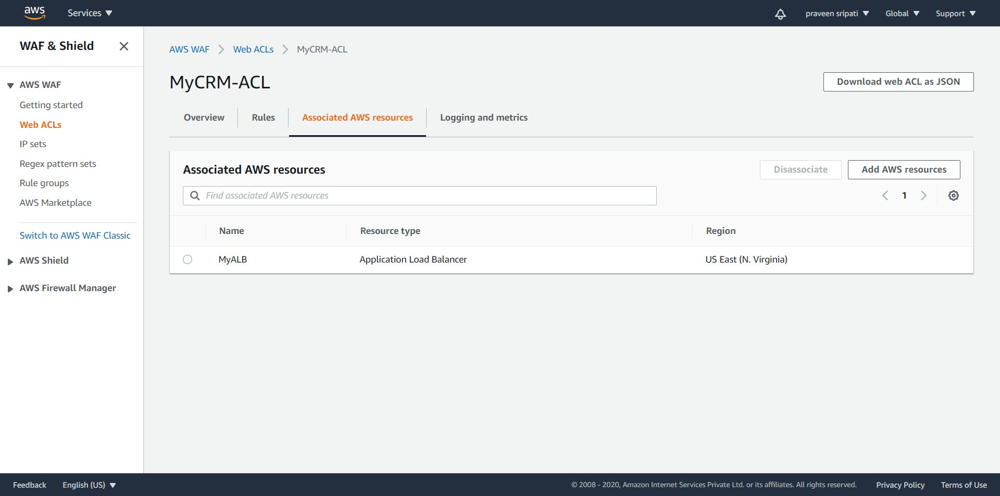 aws Services praveen sripati Global Support
WAF & Shield
AWS WAF
Getting started
Web ACLs
IP sets
Regex pattern sets
Rule groups
AWS Marketplace
Switch to AWS WAF Classic
AWS Shield
AWS Firewall Manager
AWS WAF Web ACLs MyCRM-ACL
MyCRM-ACL
Download web ACL as JSON
Overview Rules Associated AWS resources Logging and metrics
Associated AWS resources
Disassociate Add AWS resources
Find associated AWS resources
1
Name Resource type Region
MyALB Application Load Balancer US East (N. Virginia)
Feedback English (US) © 2008 - 2020, Amazon Internet Services Private Ltd. or its affiliates. All rights reserved. Privacy Policy Terms of Use